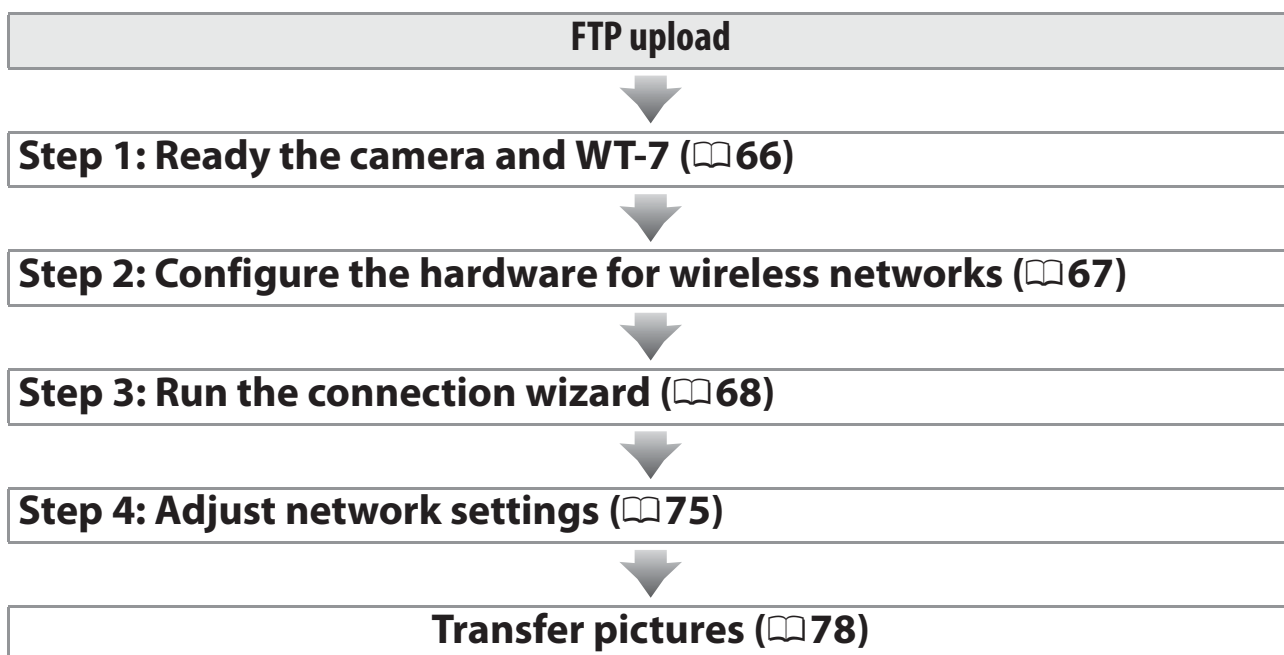 FTP upload
Step 1: Ready the camera and WT-7 (📖66)
Step 2: Configure the hardware for wireless networks (📖67)
Step 3: Run the connection wizard (📖68)
Step 4: Adjust network settings (📖75)
Transfer pictures (📖78)